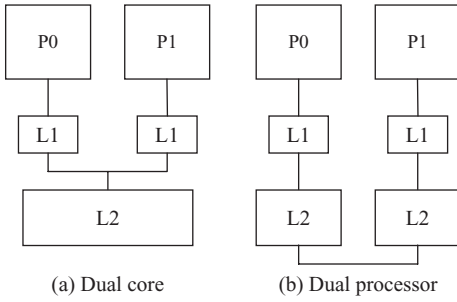 P0 P1 P0 P1
L1 L1 L1 L1
L2 L2 L2
(a) Dual core (b) Dual processor